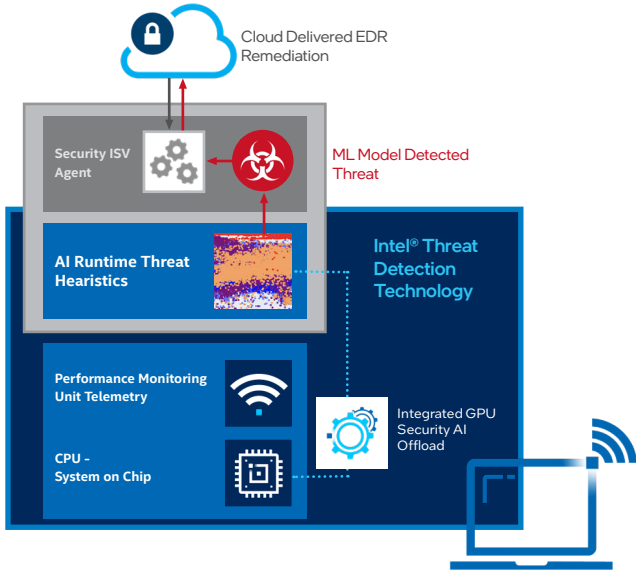 Cloud Delivered EDR
Remediation
Security ISV
Agent
ML Model Detected
Threat
AI Runtime Threat
Hearistics
Intel® Threat
Detection
Technology
Performance Monitoring
Unit Telemetry
Integrated GPU
Security AI
Offload
CPU -
System on Chip